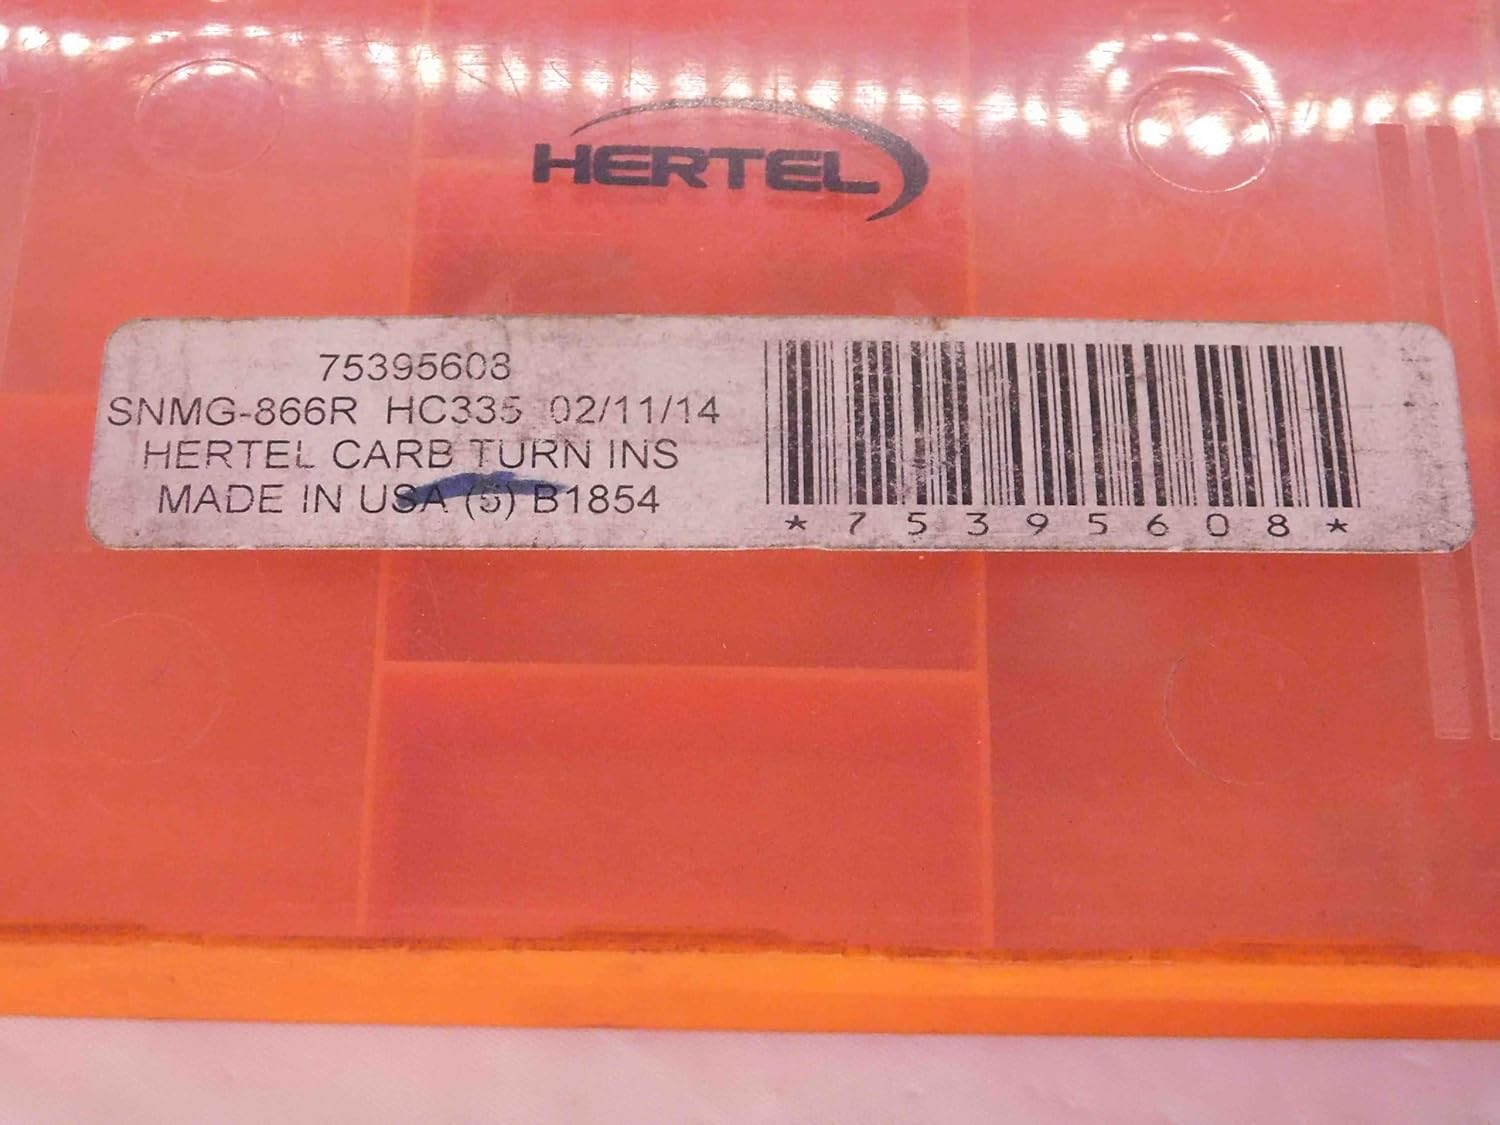 HERTEL
75395608
SNMG-866R HC335 02/11/14
HERTEL CARB TURN INS
MADE IN USA (5) B1854
*75395608*